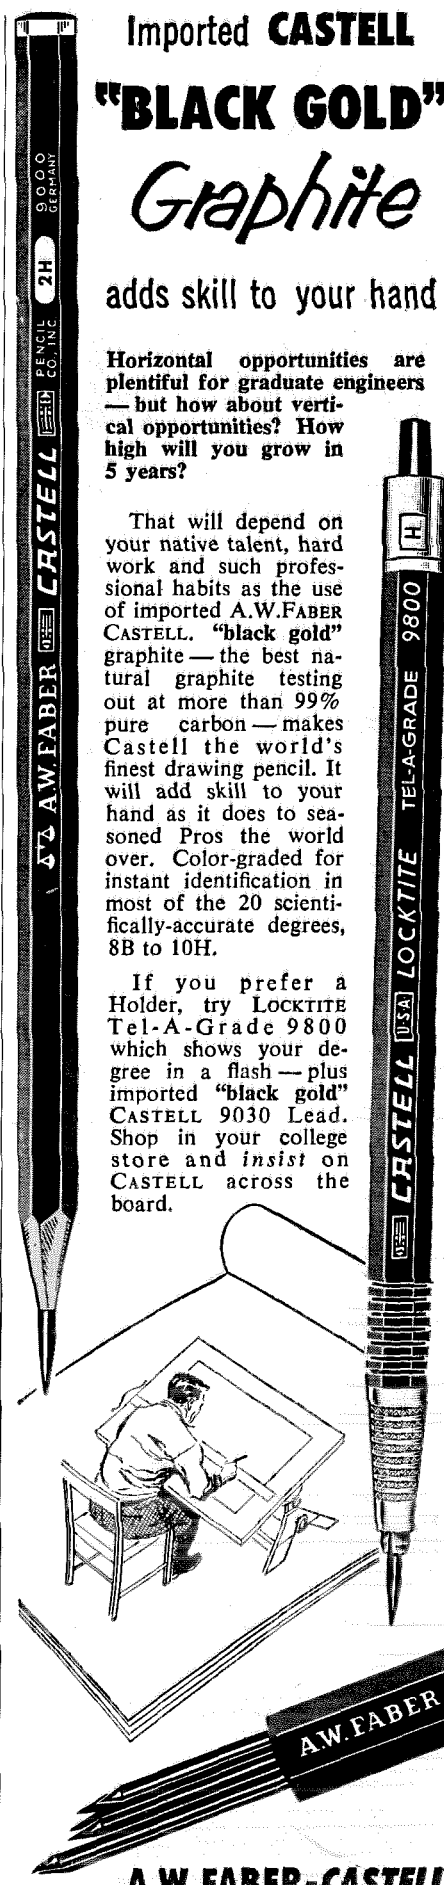 Imported CASTELL
"BLACK GOLD"
Graphite
adds skill to your hand
Horizontal opportunities are
plentiful for graduate engineers
— but how about verti-
cal opportunities? How
high will you grow in
5 years?
That will depend on
your native talent, hard
work and such profes-
sional habits as the use
of imported A.W.FABER
CASTELL. "black gold"
graphite — the best na-
tural graphite testing
out at more than 99%
pure carbon — makes
Castell the world's
finest drawing pencil. It
will add skill to your
hand as it does to sea-
soned Pros the world
over. Color-graded for
instant identification in
most of the 20 scienti-
fically-accurate degrees,
8B to 10H.
If you prefer a
Holder, try LOCKTITE
Tel-A-Grade 9800
which shows your de-
gree in a flash — plus
imported "black gold"
CASTELL 9030 Lead.
Shop in your college
store and insist on
CASTELL across the
board.
A.W.FABER CASTELL PENCIL CO., INC. 2H 9000 GERMANY
CASTELL U·S·A LOCKTITE TEL-A-GRADE 9800 H
A.W.FABER
A.W.FABER-CASTELL